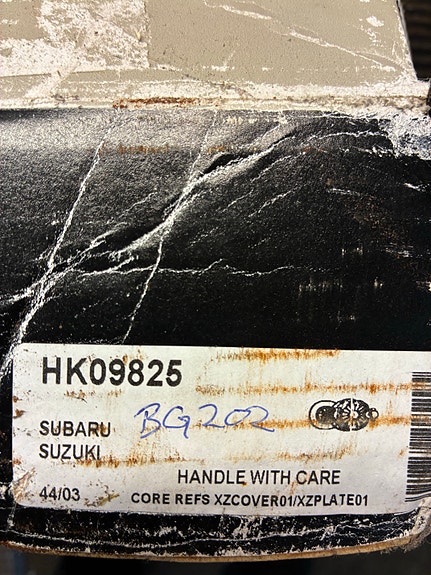 HK09825
SUBARU BG202
SUZUKI
HANDLE WITH CARE
44/03 CORE REFS XZCOVER01/XZPLATE01